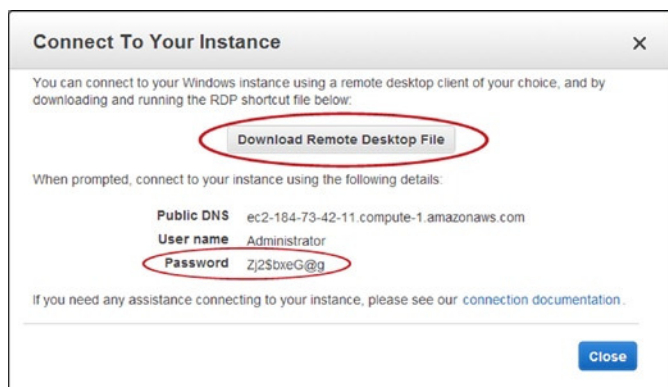 Connect To Your Instance
You can connect to your Windows instance using a remote desktop client of your choice, and by
downloading and running the RDP shortcut file below:
Download Remote Desktop File
When prompted, connect to your instance using the following details:
Public DNS ec2-184-73-42-11.compute-1.amazonaws.com
User name Administrator
Password Zj2$bxeG@g
If you need any assistance connecting to your instance, please see our connection documentation.
Close